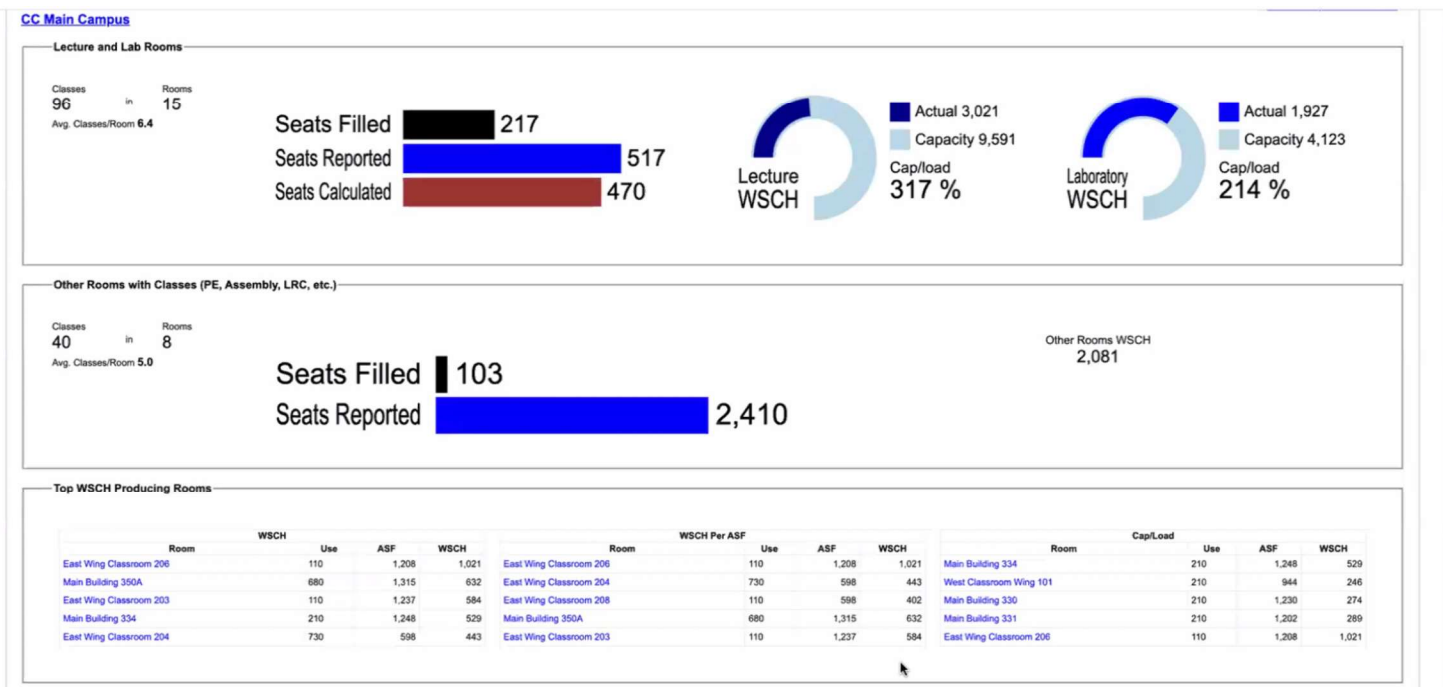 CC Main Campus
Lecture and Lab Rooms
Classes Rooms
96 in 15
Avg. Classes/Room 6.4
Seats Filled 217
Seats Reported 517
Seats Calculated 470
Lecture WSCH
Actual 3,021
Capacity 9,591
Cap/load
317 %
Laboratory WSCH
Actual 1,927
Capacity 4,123
Cap/load
214 %
Other Rooms with Classes (PE, Assembly, LRC, etc.)
Classes Rooms
40 in 8
Avg. Classes/Room 5.0
Seats Filled 103
Seats Reported 2,410
Other Rooms WSCH
2,081
Top WSCH Producing Rooms
WSCH
Room Use ASF WSCH
East Wing Classroom 206 110 1,208 1,021
Main Building 350A 680 1,315 632
East Wing Classroom 203 110 1,237 584
Main Building 334 210 1,248 529
East Wing Classroom 204 730 598 443
WSCH Per ASF
Room Use ASF WSCH
East Wing Classroom 206 110 1,208 1,021
East Wing Classroom 204 730 598 443
East Wing Classroom 208 110 598 402
Main Building 350A 680 1,315 632
East Wing Classroom 203 110 1,237 584
Cap/Load
Room Use ASF WSCH
Main Building 334 210 1,248 529
West Classroom Wing 101 210 944 246
Main Building 330 210 1,230 274
Main Building 331 210 1,202 289
East Wing Classroom 206 110 1,208 1,021